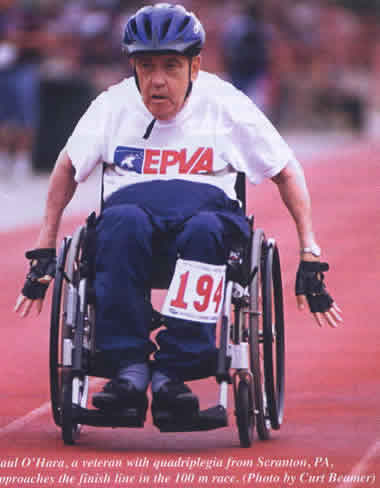 EPVA
194
aul O'Hara, a veteran with quadriplegia from Scranton, PA,
pproaches the finish line in the 100 m race. (Photo by Curt Beamer)